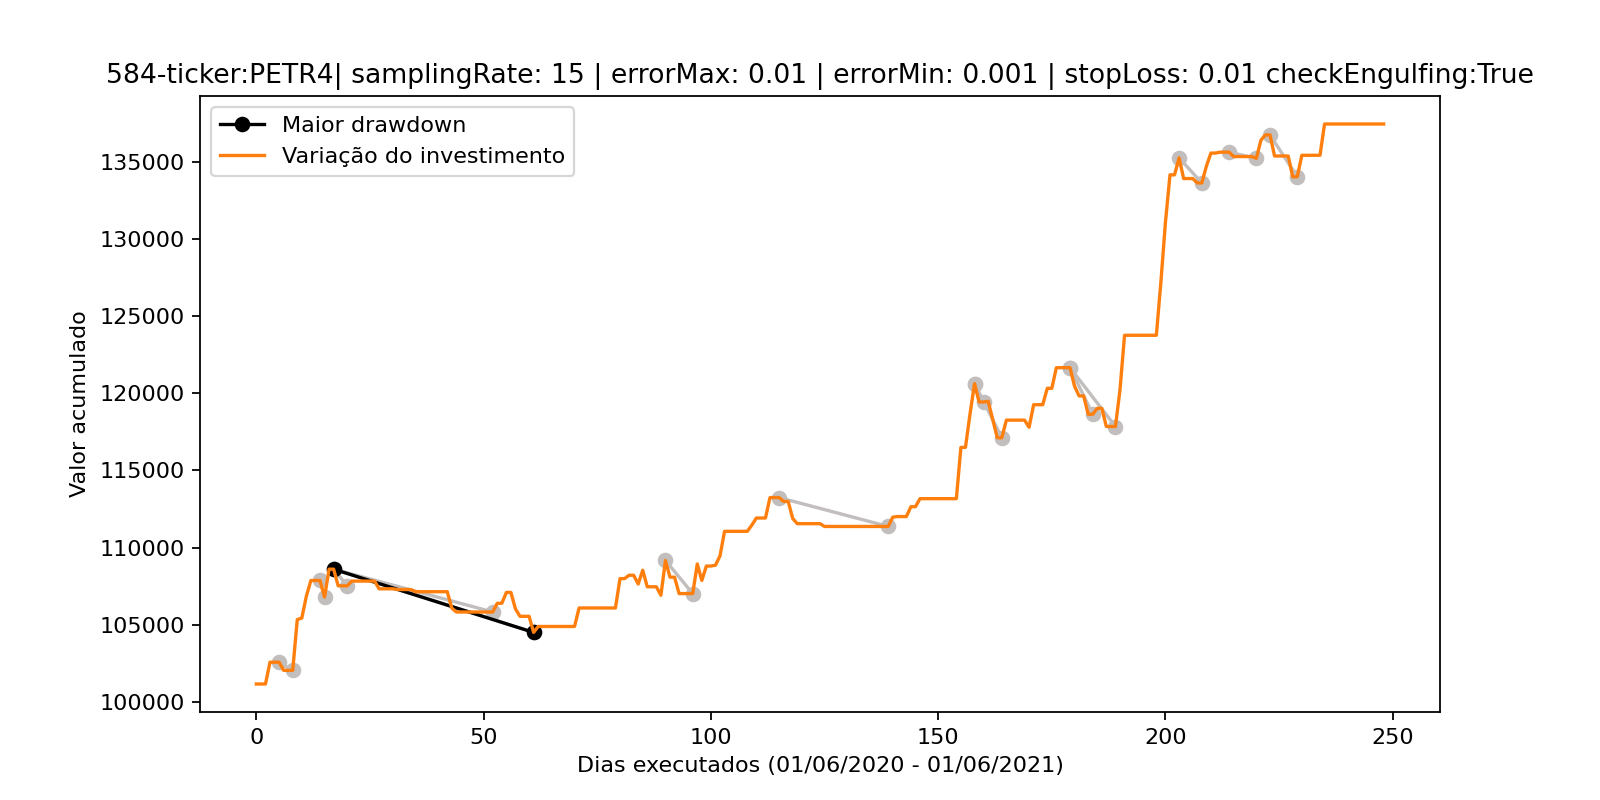 584-ticker:PETR4| samplingRate: 15 | errorMax: 0.01 | errorMin: 0.001 | stopLoss: 0.01 checkEngulfing:True
Maior drawdown
Variação do investimento
135000
130000
125000
120000
115000
110000
105000
100000
Valor acumulado
0 50 100 150 200 250
Dias executados (01/06/2020 - 01/06/2021)